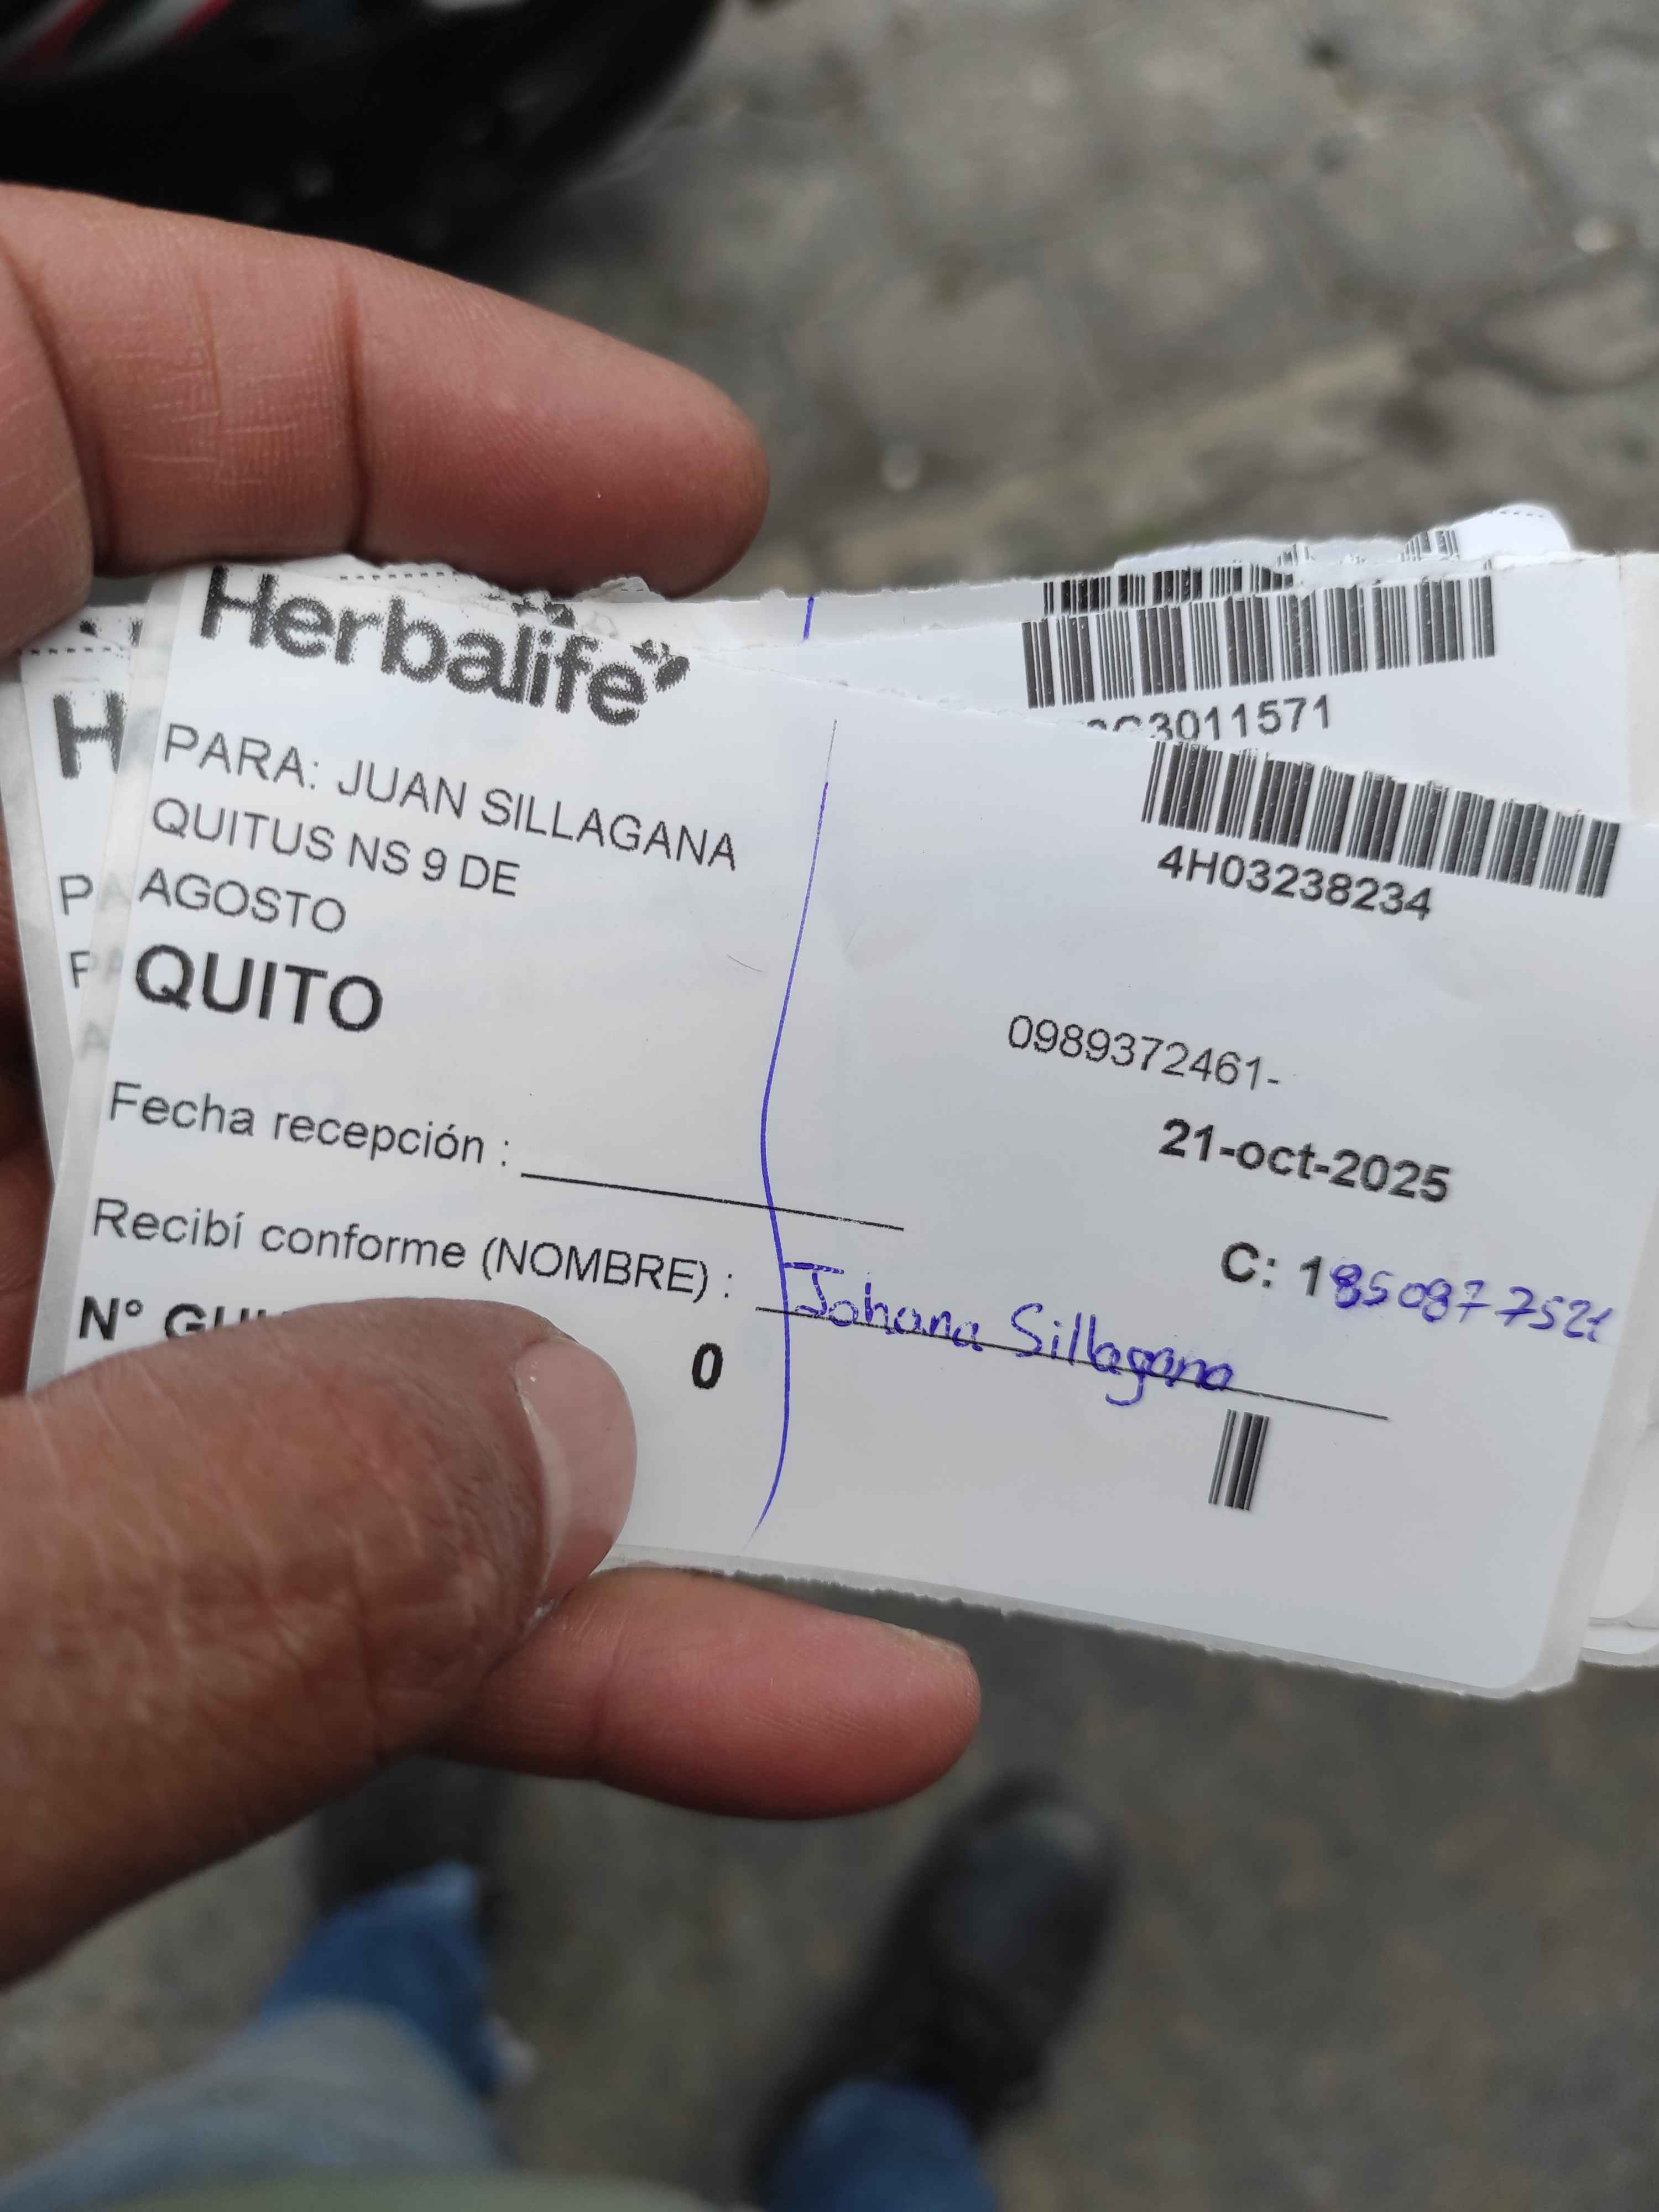 Herbalife
3011571
4H03238234
PARA: JUAN SILLAGANA
QUITUS NS 9 DE
AGOSTO
QUITO
0989372461-
21-oct-2025
Fecha recepción :
C: 1850877521
Recibí conforme (NOMBRE) : Johana Sillagana
N°
0